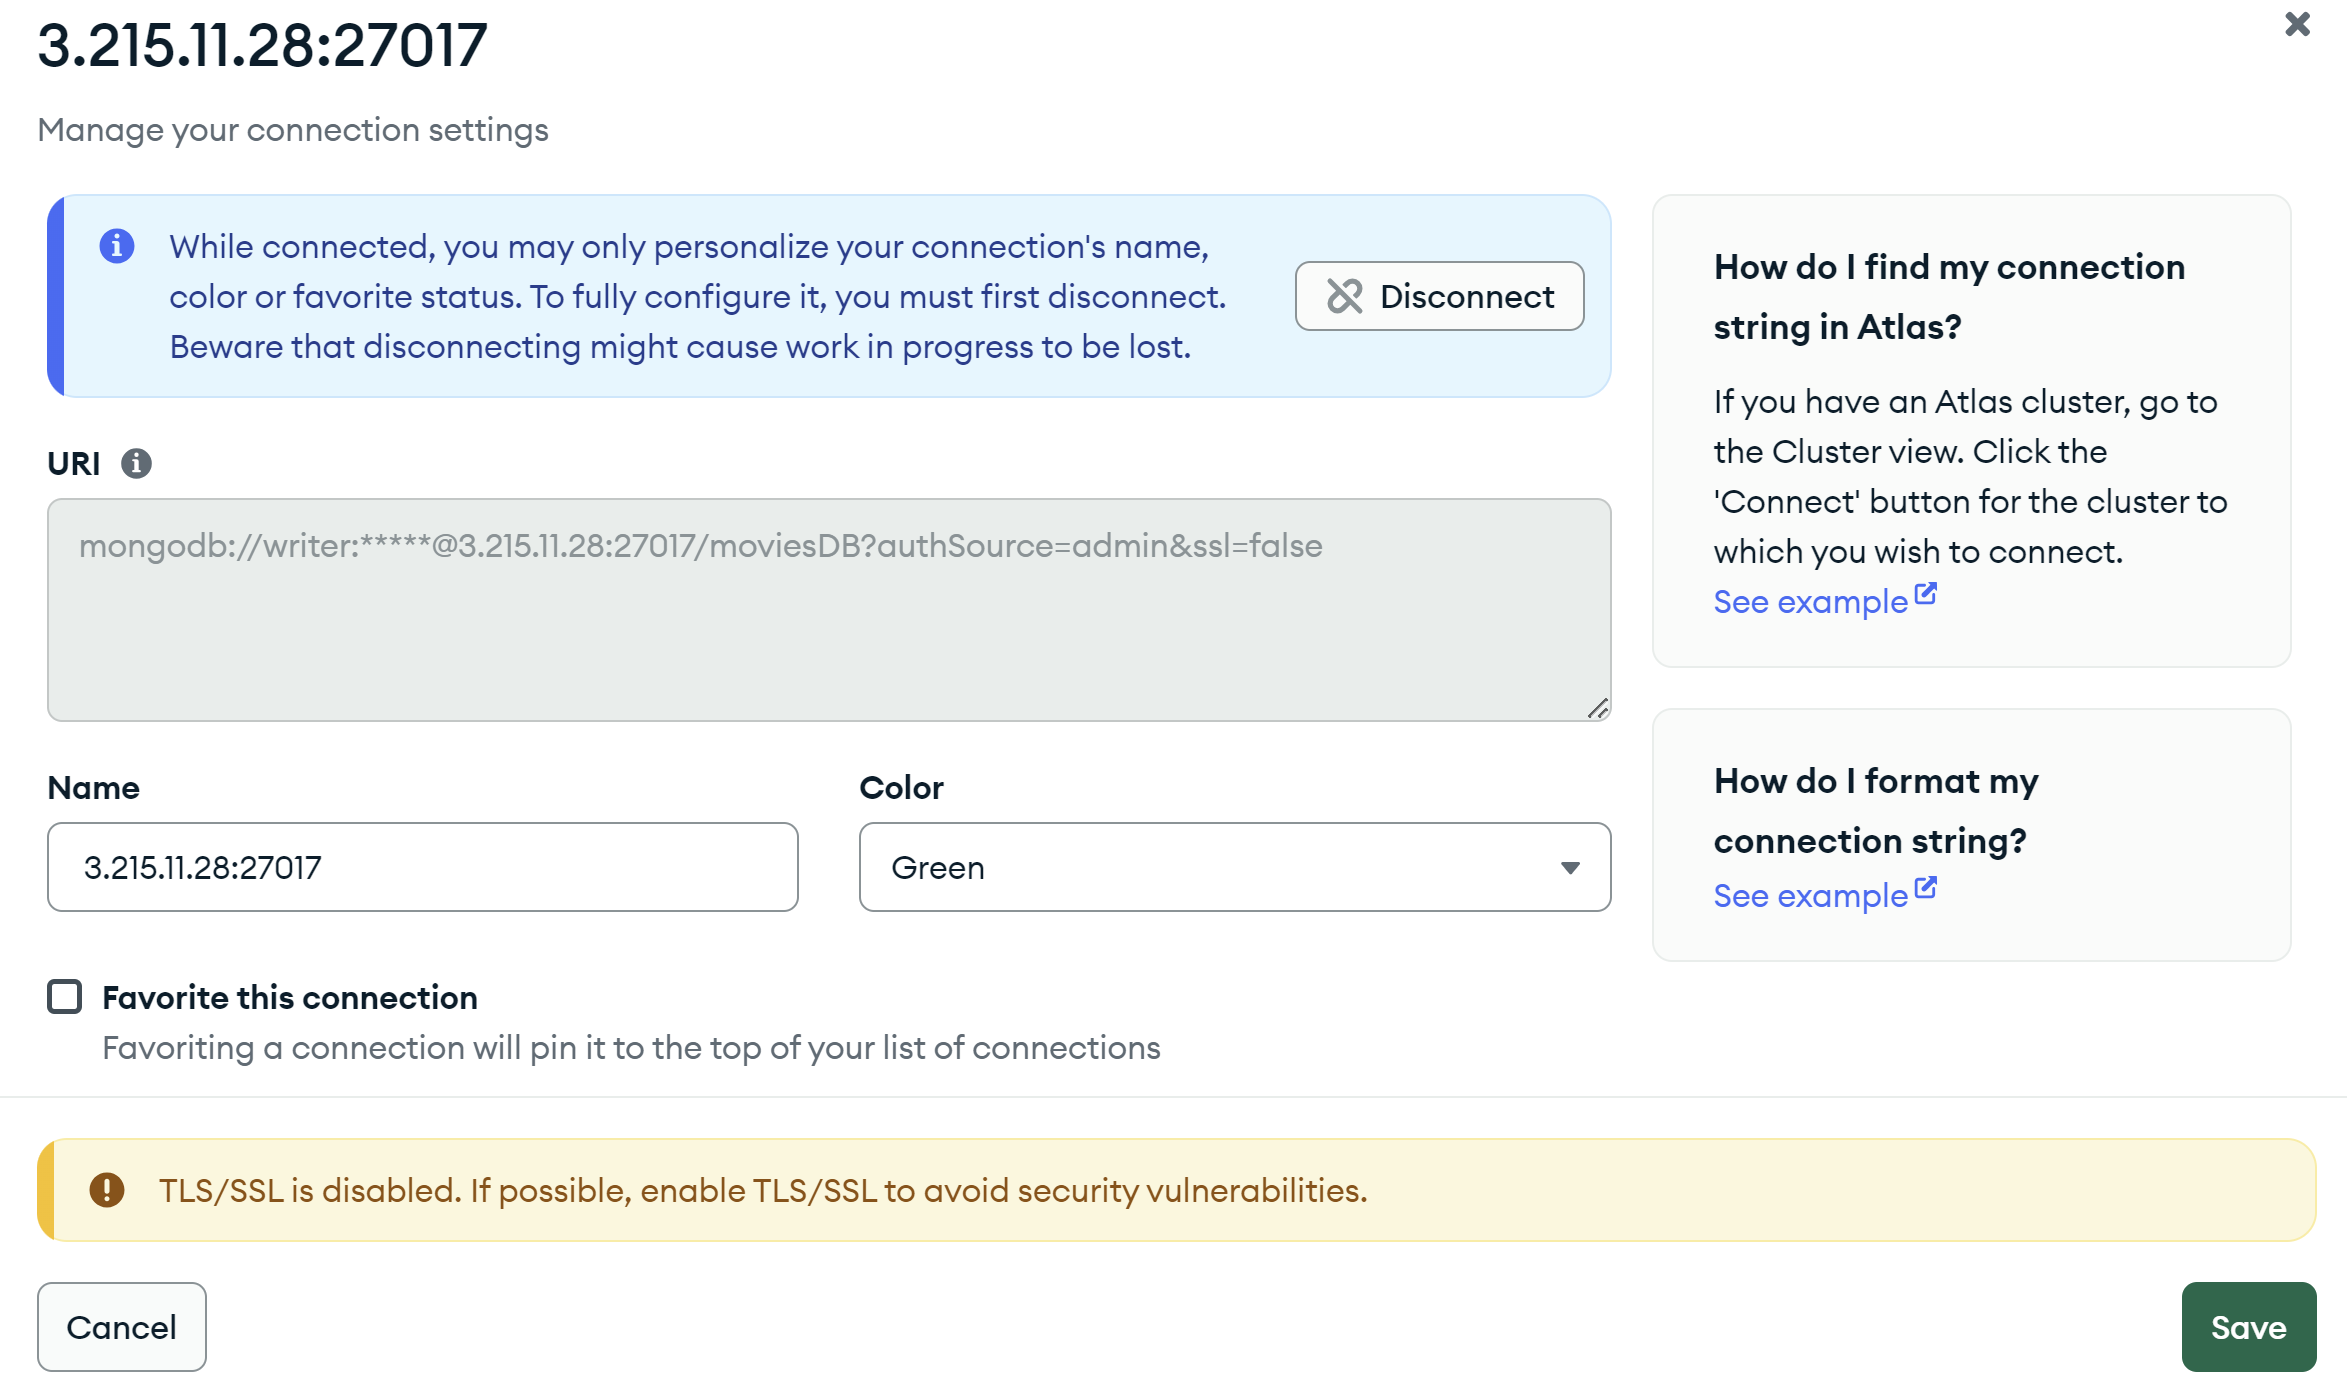 3.215.11.28:27017
Manage your connection settings
While connected, you may only personalize your connection's name,
color or favorite status. To fully configure it, you must first disconnect.
Beware that disconnecting might cause work in progress to be lost.
Disconnect
URI
mongodb://writer:*****@3.215.11.28:27017/moviesDB?authSource=admin&ssl=false
Name
3.215.11.28:27017
Color
Green
Favorite this connection
Favoriting a connection will pin it to the top of your list of connections
How do I find my connection
string in Atlas?
If you have an Atlas cluster, go to
the Cluster view. Click the
'Connect' button for the cluster to
which you wish to connect.
See example
How do I format my
connection string?
See example
TLS/SSL is disabled. If possible, enable TLS/SSL to avoid security vulnerabilities.
Cancel
Save